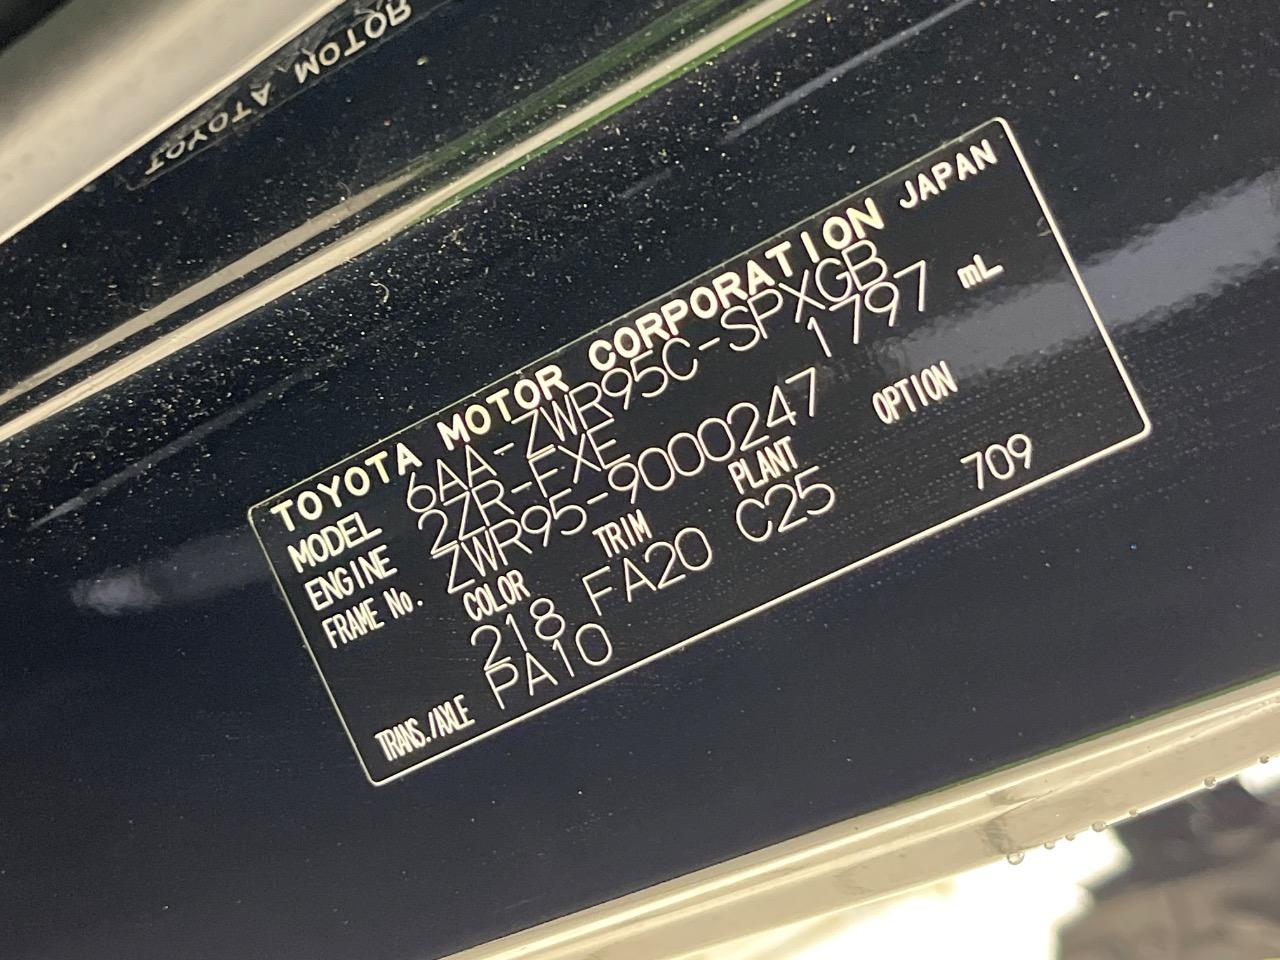 TOYOTA MOTOR
TOYOTA MOTOR CORPORATION JAPAN
MODEL 6AA-ZWR95C-SPXGB
ENGINE 2ZR-FXE 1797 mL
FRAME No. ZWR95-9000247
COLOR TRIM PLANT OPTION
218 FA20 C25 709
TRANS./AXLE PA10